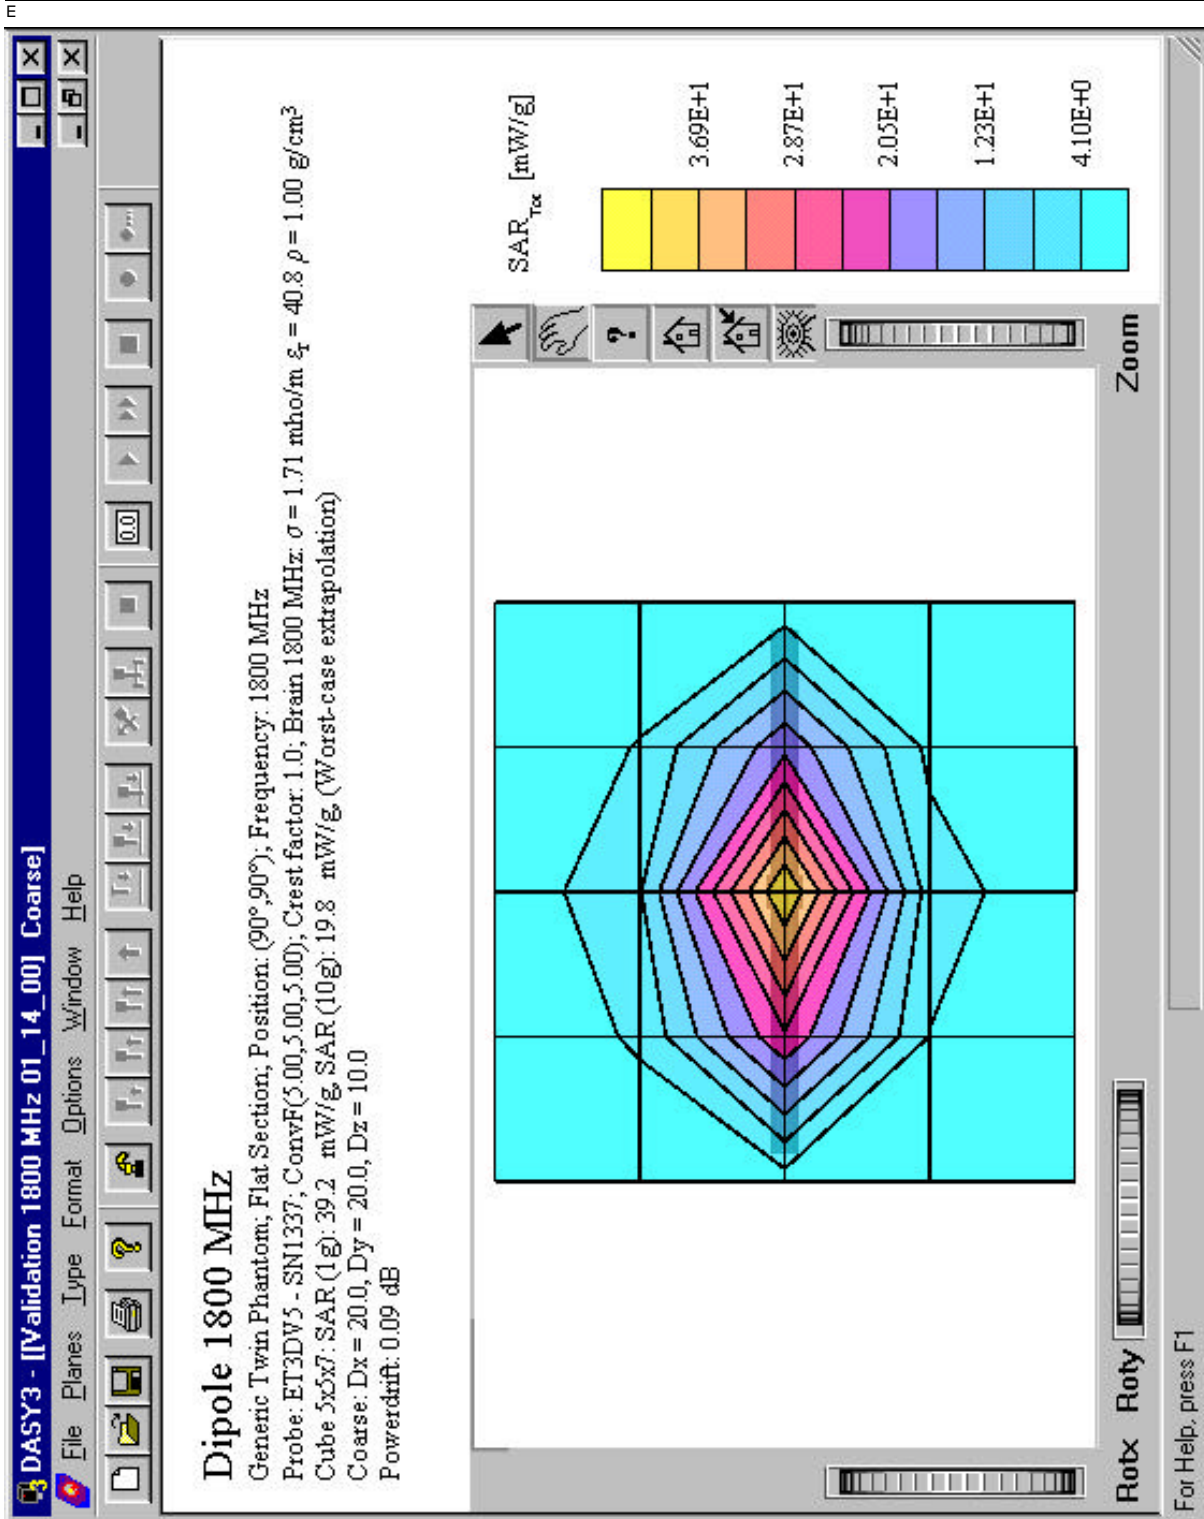 E
DASY3 - [[Validation 1800 MHz 01_14_00] Coarse]
File Planes Type Format Options Window Help
0.0
Dipole 1800 MHz
Generic Twin Phantom; Flat Section; Position: (90°,90°); Frequency: 1800 MHz
Probe: ET3DV5 - SN1337; ConvF(5.00,5.00,5.00); Crest factor: 1.0; Brain 1800 MHz: σ = 1.71 mho/m εr = 40.8 ρ = 1.00 g/cm³
Cube 5x5x7: SAR (1g): 39.2 mW/g, SAR (10g): 19.8 mW/g, (Worst-case extrapolation)
Coarse: Dx = 20.0, Dy = 20.0, Dz = 10.0
Powerdrift: 0.09 dB
SARTot [mW/g]
3.69E+1
2.87E+1
2.05E+1
1.23E+1
4.10E+0
Rotx Roty Zoom
For Help, press F1